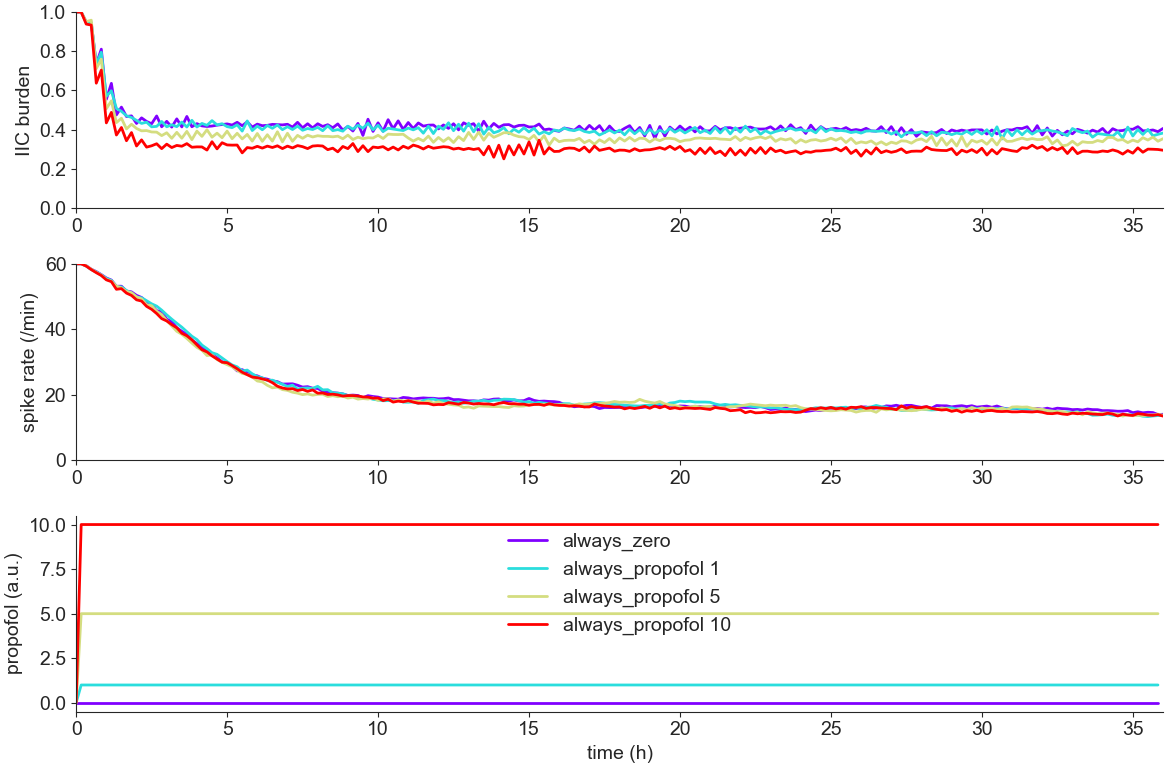 IIC burden
1.0
0.8
0.6
0.4
0.2
0.0
0 5 10 15 20 25 30 35
spike rate (/min)
60
40
20
0
0 5 10 15 20 25 30 35
propofol (a.u.)
10.0
7.5
5.0
2.5
0.0
always_zero
always_propofol 1
always_propofol 5
always_propofol 10
0 5 10 15 20 25 30 35
time (h)